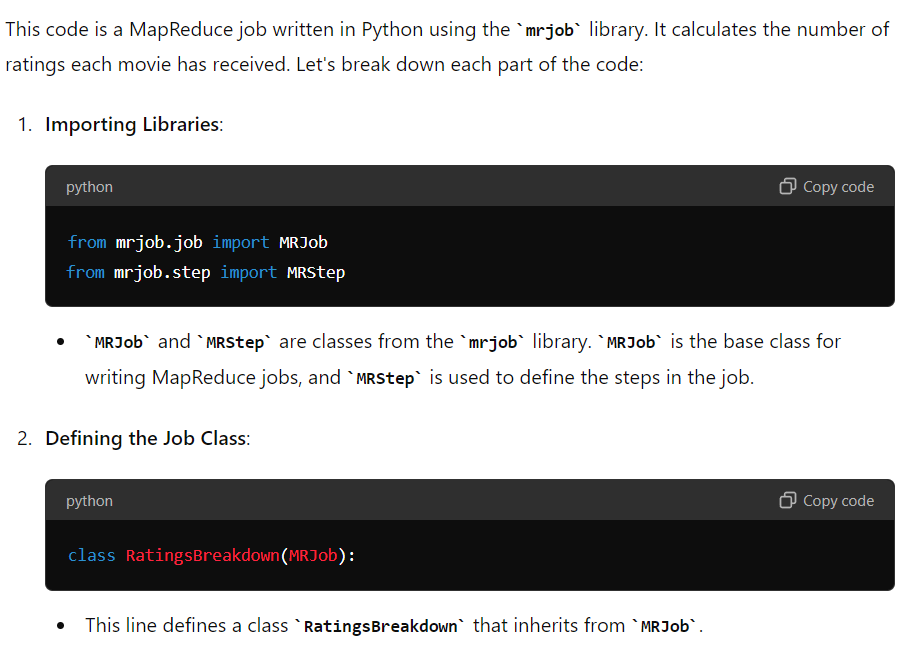 This code is a MapReduce job written in Python using the `mrjob` library. It calculates the number of
ratings each movie has received. Let's break down each part of the code:
1. Importing Libraries:
python
Copy code
from mrjob.job import MRJob
from mrjob.step import MRStep
• `MRJob` and `MRStep` are classes from the `mrjob` library. `MRJob` is the base class for
writing MapReduce jobs, and `MRStep` is used to define the steps in the job.
2. Defining the Job Class:
python
Copy code
class RatingsBreakdown(MRJob):
• This line defines a class `RatingsBreakdown` that inherits from `MRJob`.